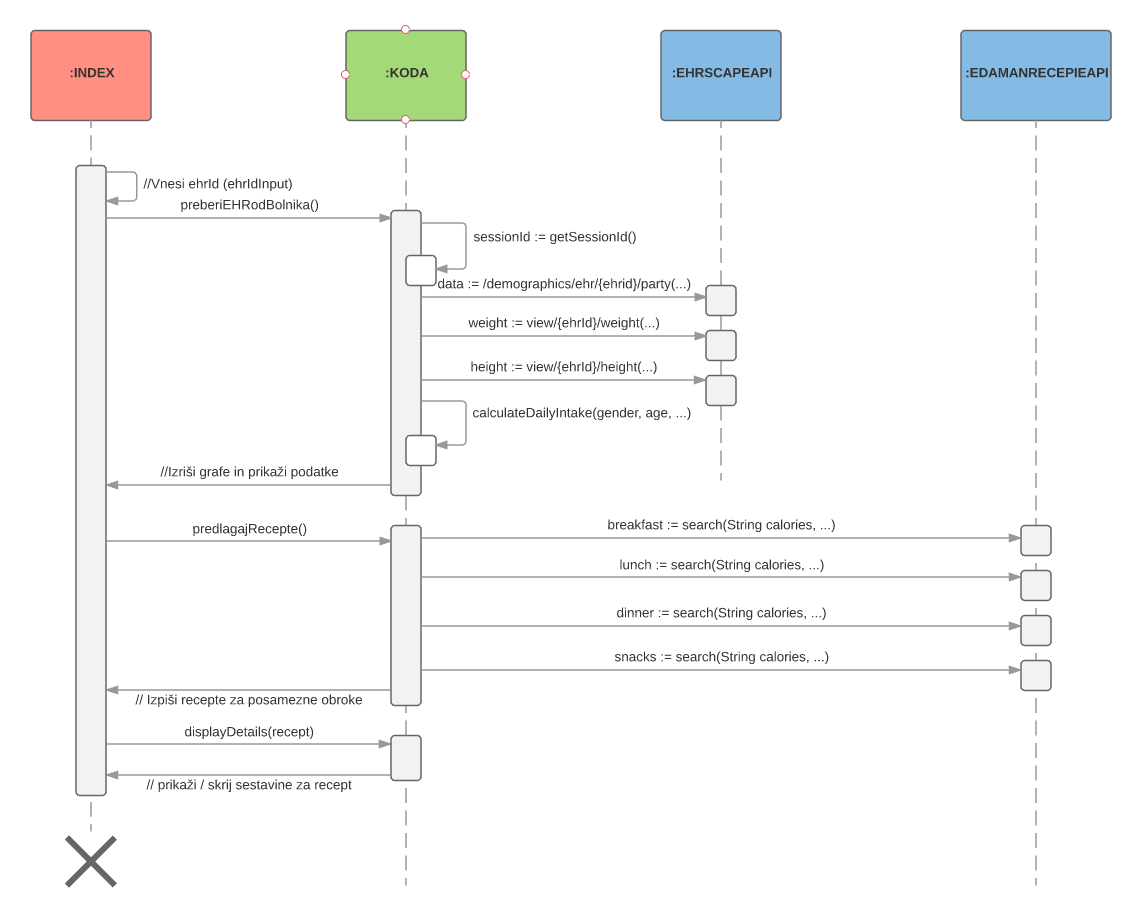 :INDEX
:KODA
:EHRSCAPEAPI
:EDAMANRECEPIEAPI
//Vnesi ehrId (ehrIdInput)
preberiEHRodBolnika()
sessionId := getSessionId()
data := /demographics/ehr/{ehrid}/party(...)
weight := view/{ehrId}/weight(...)
height := view/{ehrId}/height(...)
calculateDailyIntake(gender, age, ...)
//Izriši grafe in prikaži podatke
predlagajRecepte()
breakfast := search(String calories, ...)
lunch := search(String calories, ...)
dinner := search(String calories, ...)
snacks := search(String calories, ...)
// Izpiši recepte za posamezne obroke
displayDetails(recept)
// prikaži / skrij sestavine za recept